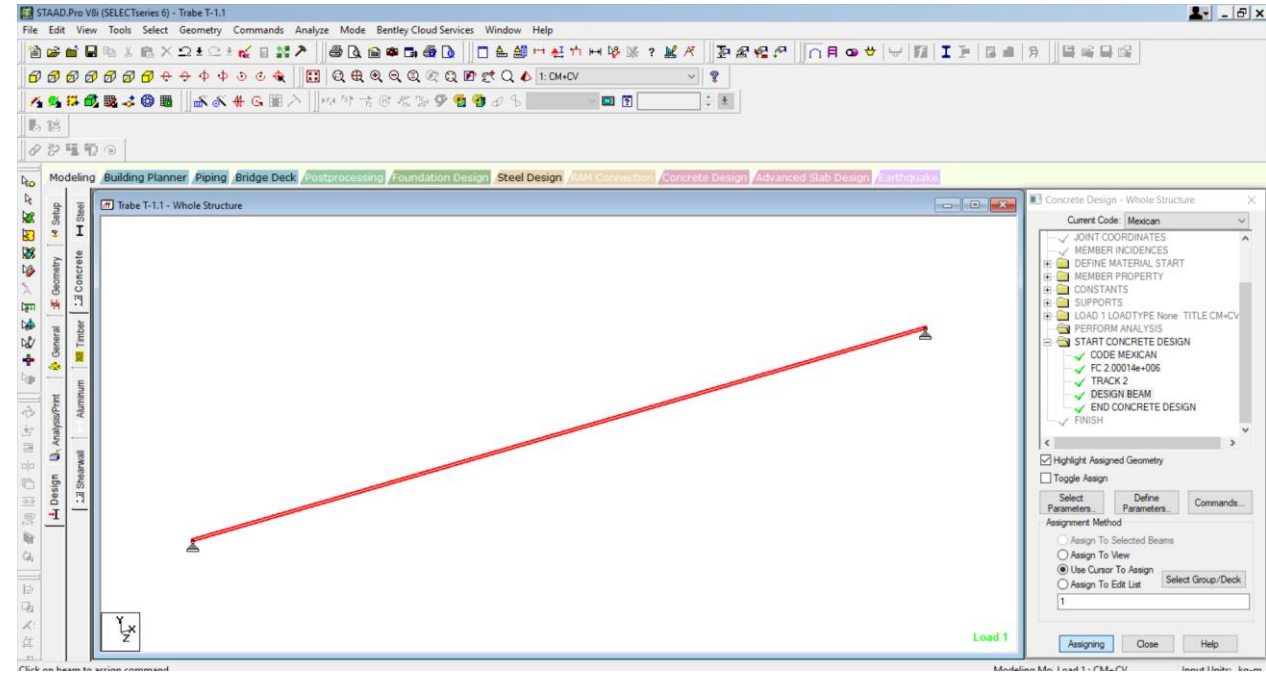 STAAD.Pro V8i (SELECTseries 6) - Trabe T-1.1
File Edit View Tools Select Geometry Commands Analyze Mode Bentley Cloud Services Window Help
1: CM+CV
Modeling Building Planner Piping Bridge Deck Postprocessing Foundation Design Steel Design RAM Connection Concrete Design Advanced Slab Design Earthquake
Setup
Geometry
General
Analysis/Print
Design
Steel
Concrete
Timber
Aluminum
Shearwall
Trabe T-1.1 - Whole Structure
Y
X
Z
Load 1
Concrete Design - Whole Structure
Current Code: Mexican
JOINT COORDINATES
MEMBER INCIDENCES
DEFINE MATERIAL START
MEMBER PROPERTY
CONSTANTS
SUPPORTS
LOAD 1 LOADTYPE None TITLE CM+CV
PERFORM ANALYSIS
START CONCRETE DESIGN
CODE MEXICAN
FC 2.00014e+006
TRACK 2
DESIGN BEAM
END CONCRETE DESIGN
FINISH
Highlight Assigned Geometry
Toggle Assign
Select Parameters..
Define Parameters..
Commands...
Assignment Method
Assign To Selected Beams
Assign To View
Use Cursor To Assign
Assign To Edit List
Select Group/Deck
1
Assigning Close Help
Click on beam to assign command
Modeling Mo Load 1 : CM+CV Input Units: kg-m